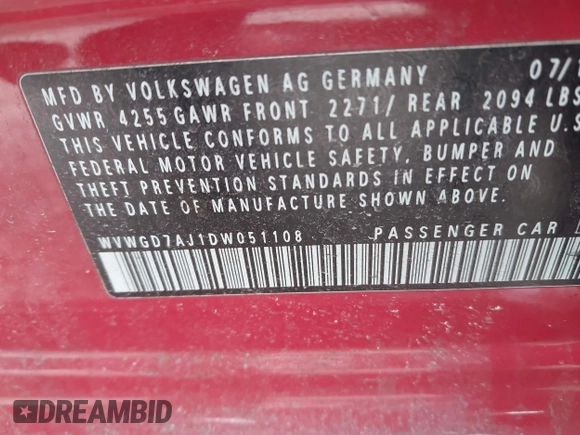 MFD BY VOLKSWAGEN AG GERMANY 07/
GVWR 4255 GAWR FRONT 2271/ REAR 2094 LBS
THIS VEHICLE CONFORMS TO ALL APPLICABLE U.S
FEDERAL MOTOR VEHICLE SAFETY, BUMPER AND
THEFT PREVENTION STANDARDS IN EFFECT ON
THE DATE OF MANUFACTURE SHOWN ABOVE.
WVWGD7AJ1DW051108 PASSENGER CAR
DREAMBID